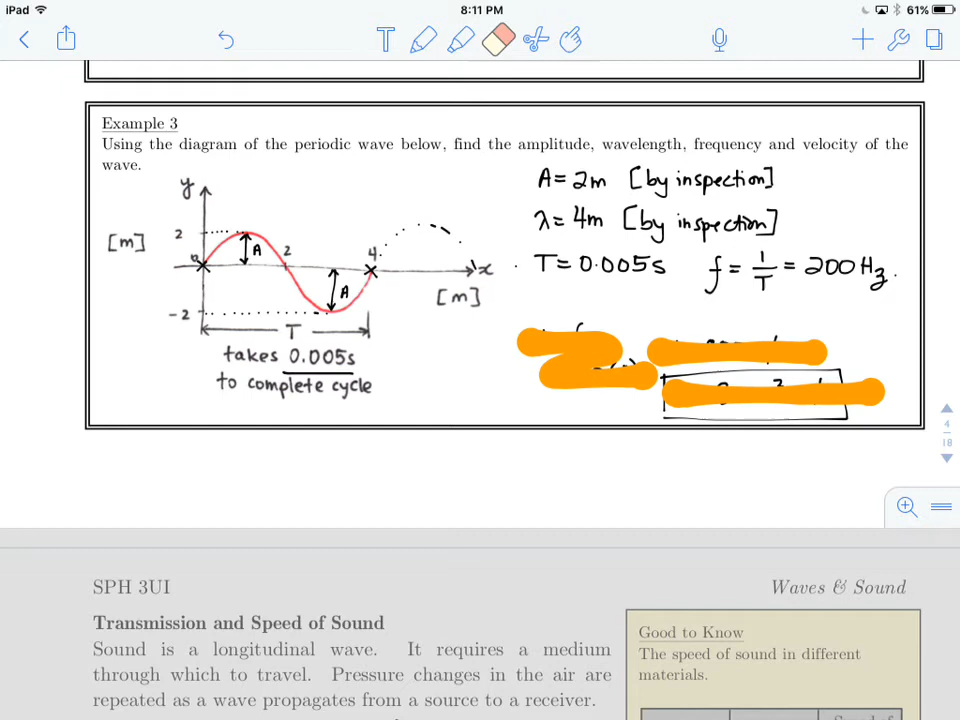 iPad 8:11 PM 61%
T
Example 3
Using the diagram of the periodic wave below, find the amplitude, wavelength, frequency and velocity of the
wave.
y
[m]
2
0
A
2
4
x
A
[m]
-2
T
takes 0.005s
to complete cycle
A = 2m [by inspection]
λ = 4m [by inspection]
T = 0.005s f = 1/T = 200 Hz.
4
18
SPH 3UI Waves & Sound
Transmission and Speed of Sound
Sound is a longitudinal wave. It requires a medium
through which to travel. Pressure changes in the air are
repeated as a wave propagates from a source to a receiver.
Good to Know
The speed of sound in different
materials.